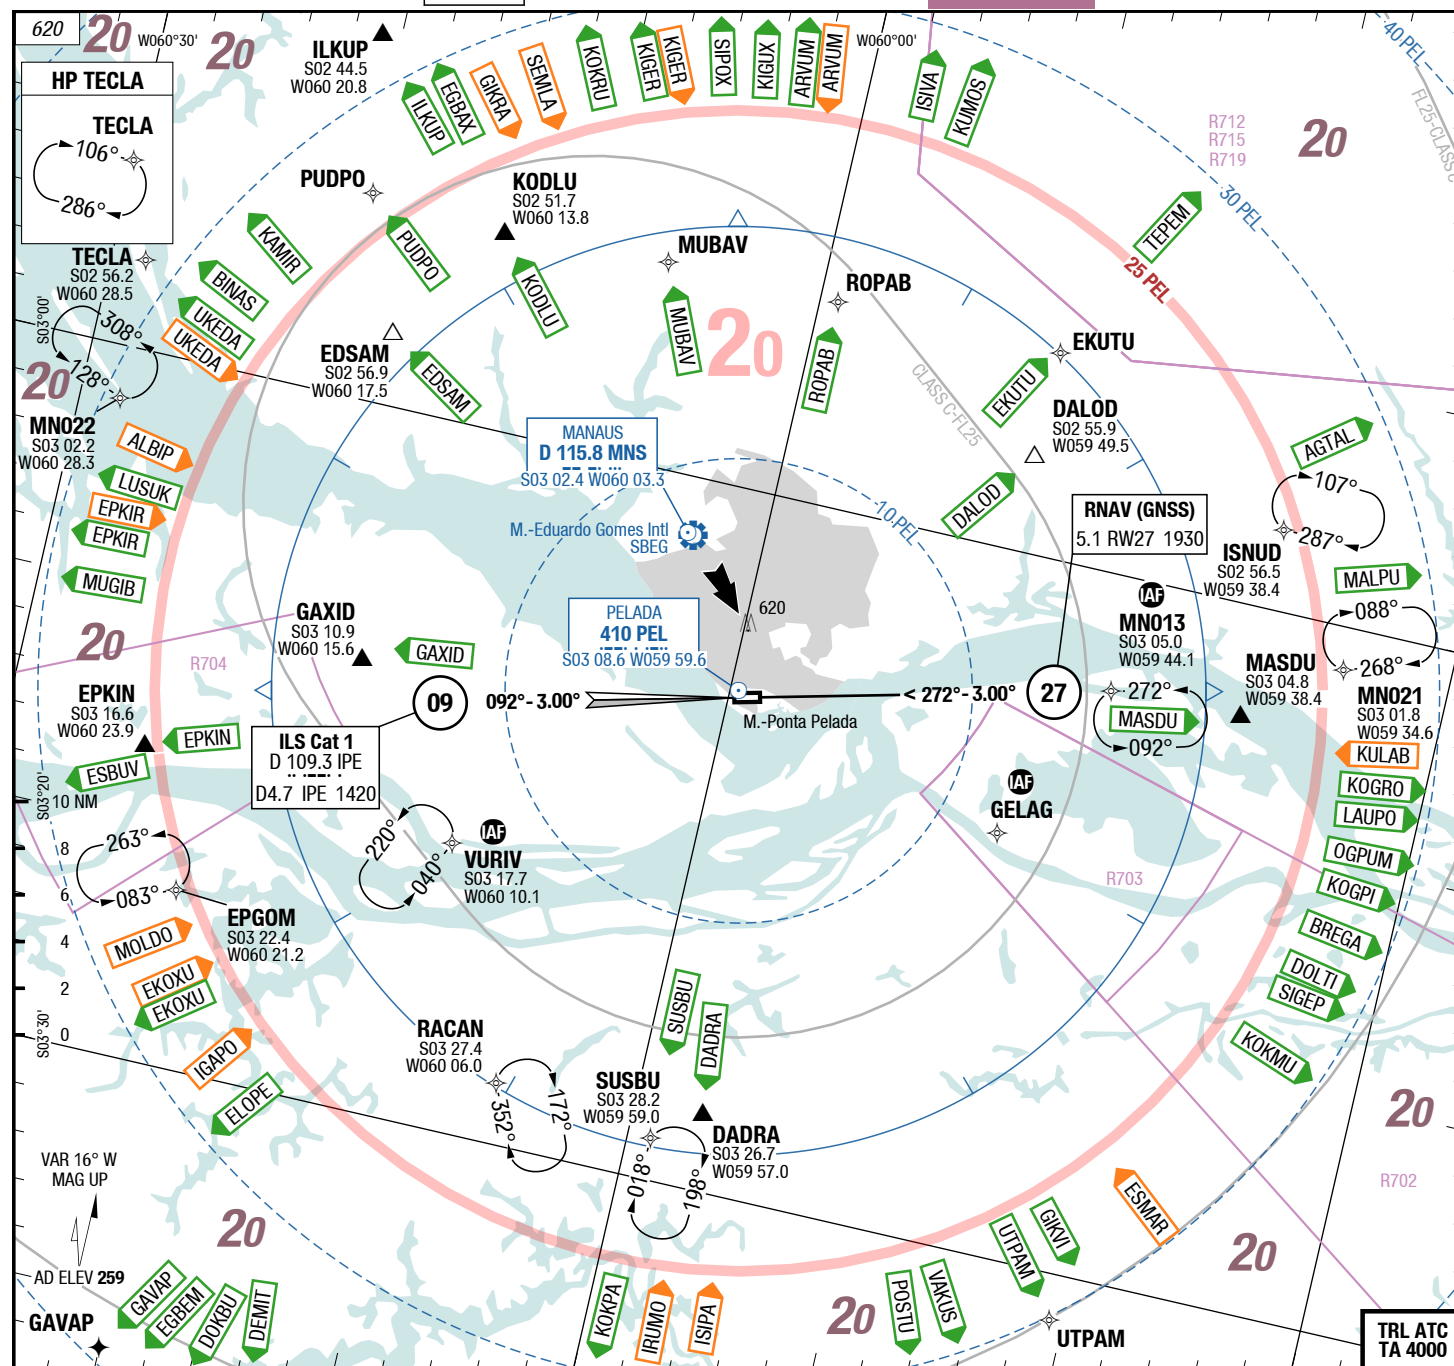 620
20
W060°30'
20
ILKUP
S02 44.5
W060 20.8
ILKUP
EGBAX
GIKRA
SEMLA
KOKRU
KIGER
KIGER
SIPOX
KIGUX
ARVUM
ARVUM
W060°00'
ISIVA
KUMOS
40 PEL
FL25-CLASS
R712
R715
R719
20
30 PEL
HP TECLA
TECLA
106°
286°
PUDPO
KODLU
S02 51.7
W060 13.8
MUBAV
ROPAB
TEPEM
25 PEL
TECLA
S02 56.2
W060 28.5
KAMIR
BINAS
UKEDA
UKEDA
PUDPO
KODLU
MUBAV
20
ROPAB
S03°00'
308°
128°
20
EDSAM
S02 56.9
W060 17.5
EDSAM
CLASS C-FL25
EKUTU
EKUTU
DALOD
S02 55.9
W059 49.5
DALOD
MN022
S03 02.2
W060 28.3
ALBIP
LUSUK
EPKIR
EPKIR
MUGIB
MANAUS
D 115.8 MNS
S03 02.4 W060 03.3
M.-Eduardo Gomes Intl
SBEG
10 PEL
AGTAL
107°
287°
RNAV (GNSS)
5.1 RW27 1930
ISNUD
S02 56.5
W059 38.4
MALPU
088°
268°
IAF
MN013
S03 05.0
W059 44.1
272°
MASDU
092°
MASDU
S03 04.8
W059 38.4
MN021
S03 01.8
W059 34.6
20
R704
GAXID
S03 10.9
W060 15.6
GAXID
PELADA
410 PEL
S03 08.6 W059 59.6
620
EPKIN
S03 16.6
W060 23.9
EPKIN
ESBUV
09
092°- 3.00°
< 272°- 3.00°
27
M.-Ponta Pelada
ILS Cat 1
D 109.3 IPE
D4.7 IPE 1420
KULAB
KOGRO
LAUPO
OGPUM
KOGPI
BREGA
DOLTI
SIGEP
KOKMU
S03°20'
10 NM
8
6
4
2
0
S03°30'
263°
083°
220°
040°
IAF
VURIV
S03 17.7
W060 10.1
IAF
GELAG
R703
EPGOM
S03 22.4
W060 21.2
MOLDO
EKOXU
EKOXU
IGAPO
ELOPE
RACAN
S03 27.4
W060 06.0
352°
172°
SUSBU
DADRA
SUSBU
S03 28.2
W059 59.0
DADRA
S03 26.7
W059 57.0
018°
198°
20
R702
VAR 16° W
MAG UP
AD ELEV 259
20
GAVAP
EGBEM
DOKBU
DEMIT
GAVAP
KOKPA
IRUMO
ISIPA
20
POSTU
VAKUS
UTPAM
GIKVI
ESMAR
UTPAM
20
TRL ATC
TA 4000